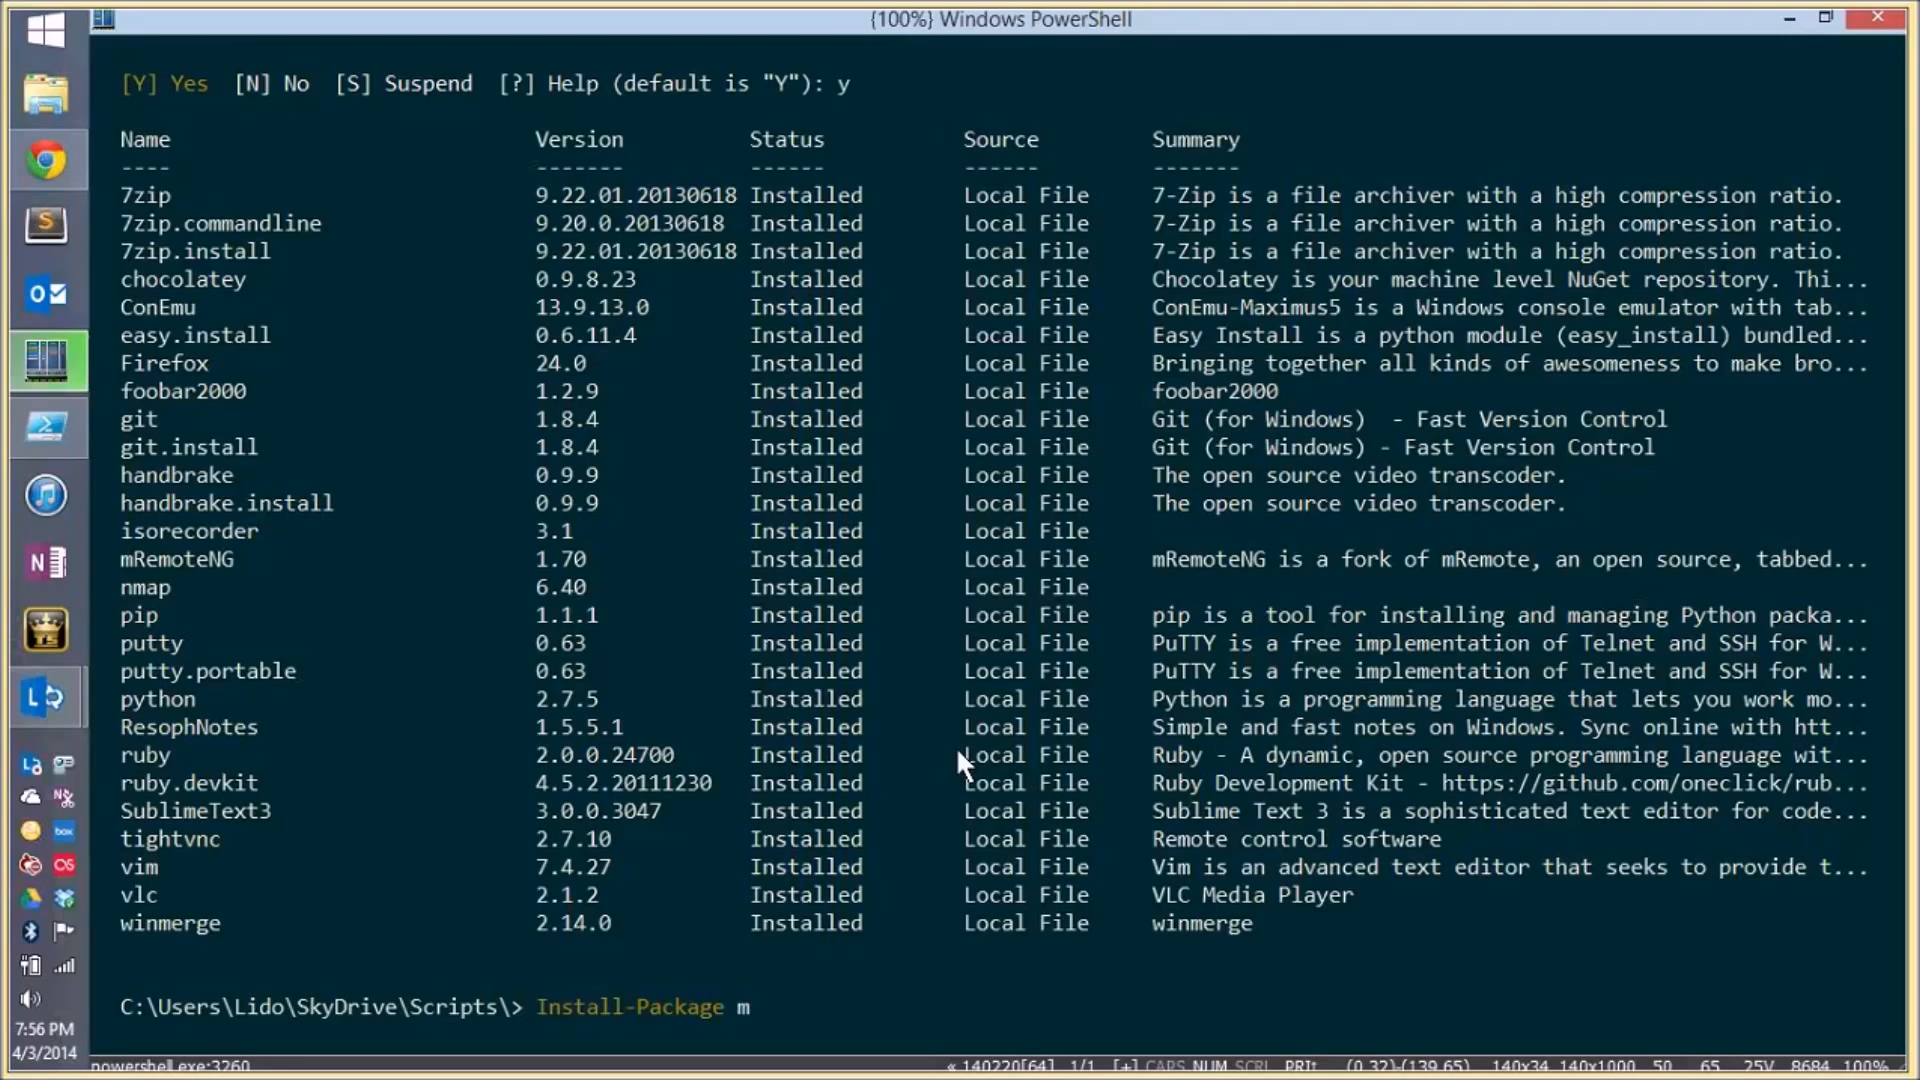 {100%} Windows PowerShell
[Y] Yes [N] No [S] Suspend [?] Help (default is "Y"): y
Name Version Status Source Summary
---- ------- ------ ------ -------
7zip 9.22.01.20130618 Installed Local File 7-Zip is a file archiver with a high compression ratio.
7zip.commandline 9.20.0.20130618 Installed Local File 7-Zip is a file archiver with a high compression ratio.
7zip.install 9.22.01.20130618 Installed Local File 7-Zip is a file archiver with a high compression ratio.
chocolatey 0.9.8.23 Installed Local File Chocolatey is your machine level NuGet repository. Thi...
ConEmu 13.9.13.0 Installed Local File ConEmu-Maximus5 is a Windows console emulator with tab...
easy.install 0.6.11.4 Installed Local File Easy Install is a python module (easy_install) bundled...
Firefox 24.0 Installed Local File Bringing together all kinds of awesomeness to make bro...
foobar2000 1.2.9 Installed Local File foobar2000
git 1.8.4 Installed Local File Git (for Windows) - Fast Version Control
git.install 1.8.4 Installed Local File Git (for Windows) - Fast Version Control
handbrake 0.9.9 Installed Local File The open source video transcoder.
handbrake.install 0.9.9 Installed Local File The open source video transcoder.
isorecorder 3.1 Installed Local File
mRemoteNG 1.70 Installed Local File mRemoteNG is a fork of mRemote, an open source, tabbed...
nmap 6.40 Installed Local File
pip 1.1.1 Installed Local File pip is a tool for installing and managing Python packa...
putty 0.63 Installed Local File PuTTY is a free implementation of Telnet and SSH for W...
putty.portable 0.63 Installed Local File PuTTY is a free implementation of Telnet and SSH for W...
python 2.7.5 Installed Local File Python is a programming language that lets you work mo...
ResophNotes 1.5.5.1 Installed Local File Simple and fast notes on Windows. Sync online with htt...
ruby 2.0.0.24700 Installed Local File Ruby - A dynamic, open source programming language wit...
ruby.devkit 4.5.2.20111230 Installed Local File Ruby Development Kit - https://github.com/oneclick/rub...
SublimeText3 3.0.0.3047 Installed Local File Sublime Text 3 is a sophisticated text editor for code...
tightvnc 2.7.10 Installed Local File Remote control software
vim 7.4.27 Installed Local File Vim is an advanced text editor that seeks to provide t...
vlc 2.1.2 Installed Local File VLC Media Player
winmerge 2.14.0 Installed Local File winmerge
C:\Users\Lido\SkyDrive\Scripts\> Install-Package m
7:56 PM
4/3/2014
powershell.exe:3260 « 140220[64] 1/1 [+] CAPS NUM SCRL PRI↑ (0,32)-(139,65) 140x34 140x1000 50 65 25V 8684 100%